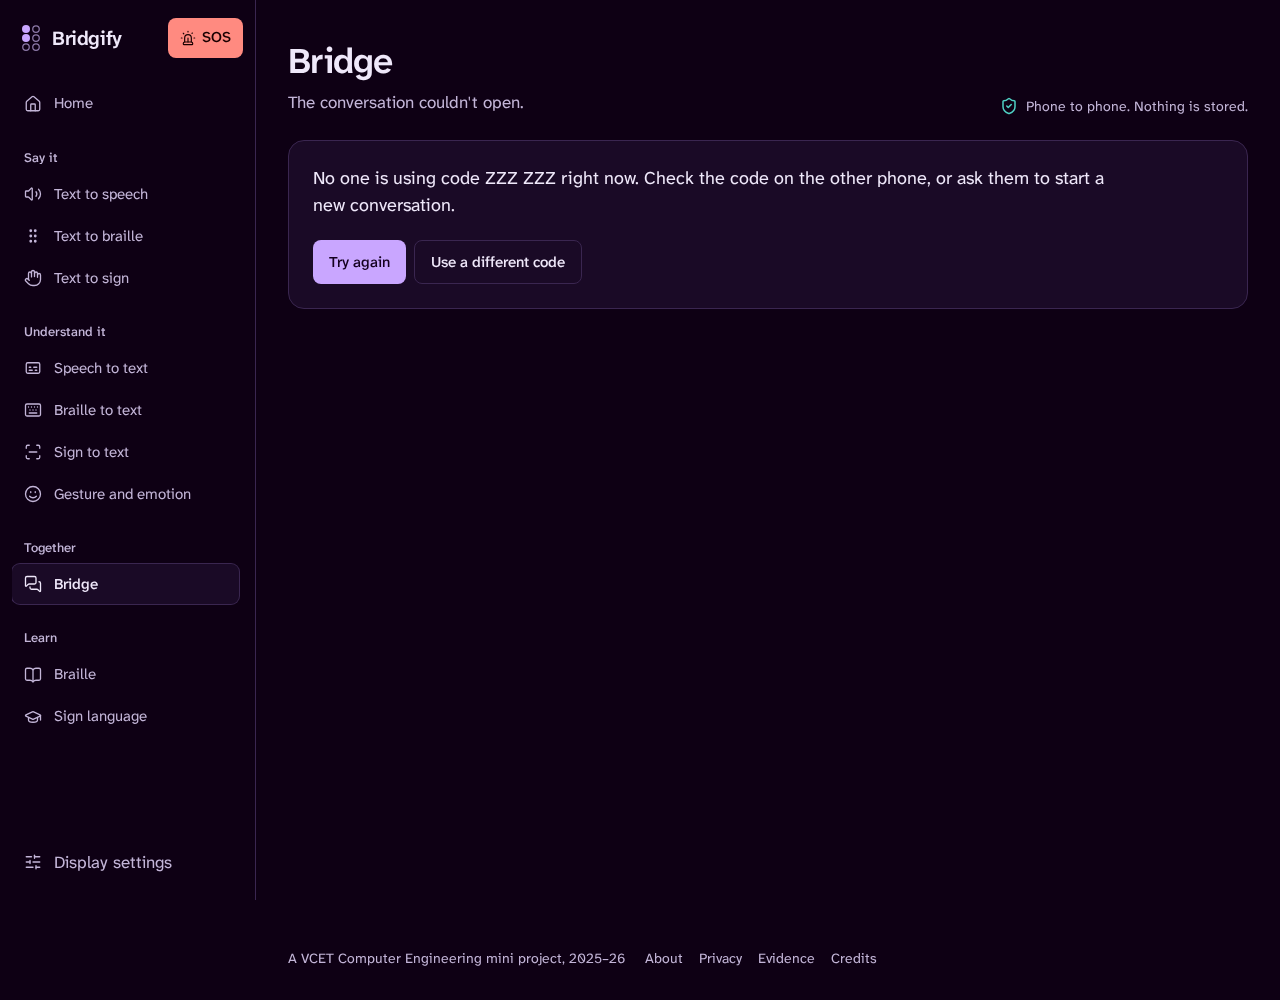 Bridgify
SOS
Home
Say it
Text to speech
Text to braille
Text to sign
Understand it
Speech to text
Braille to text
Sign to text
Gesture and emotion
Together
Bridge
Learn
Braille
Sign language
Display settings
Bridge
The conversation couldn't open.
Phone to phone. Nothing is stored.
No one is using code ZZZ ZZZ right now. Check the code on the other phone, or ask them to start a
new conversation.
Try again
Use a different code
A VCET Computer Engineering mini project, 2025–26
About
Privacy
Evidence
Credits